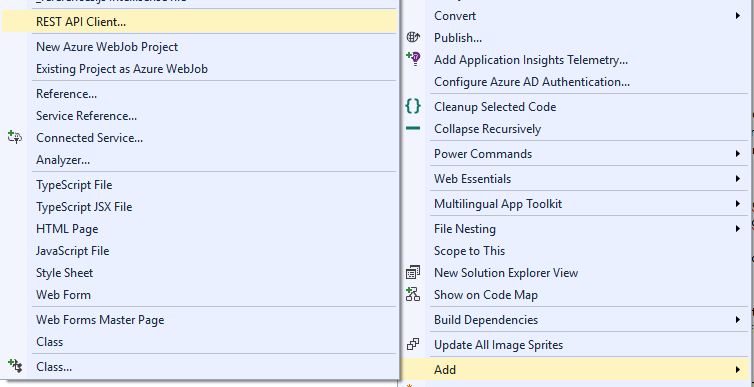 REST API Client...
New Azure WebJob Project
Existing Project as Azure WebJob
Reference...
Service Reference...
Connected Service...
Analyzer...
TypeScript File
TypeScript JSX File
HTML Page
JavaScript File
Style Sheet
Web Form
Web Forms Master Page
Class
Class...
Convert
Publish...
Add Application Insights Telemetry...
Configure Azure AD Authentication...
Cleanup Selected Code
Collapse Recursively
Power Commands
Web Essentials
Multilingual App Toolkit
File Nesting
Scope to This
New Solution Explorer View
Show on Code Map
Build Dependencies
Update All Image Sprites
Add